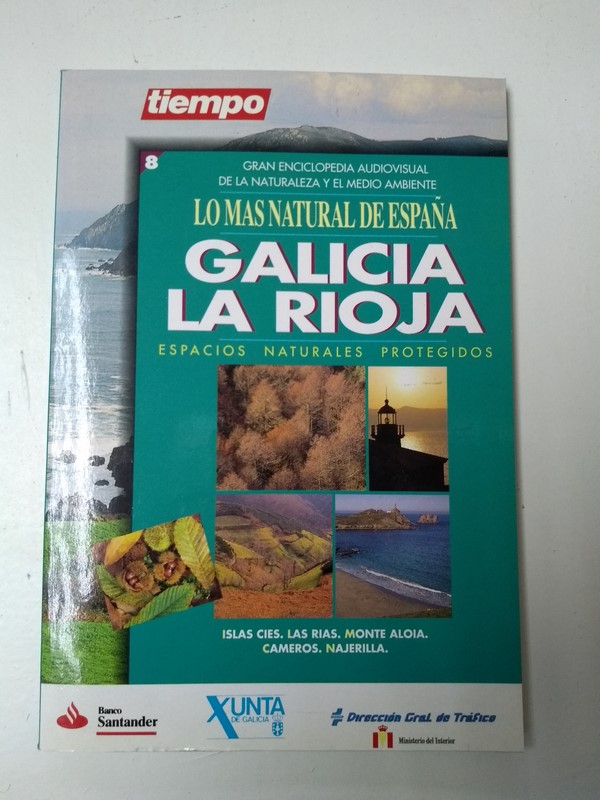 tiempo
8
GRAN ENCICLOPEDIA AUDIOVISUAL
DE LA NATURALEZA Y EL MEDIO AMBIENTE
LO MAS NATURAL DE ESPAÑA
GALICIA
LA RIOJA
ESPACIOS NATURALES PROTEGIDOS
ISLAS CIES. LAS RIAS. MONTE ALOIA.
CAMEROS. NAJERILLA.
Banco
Santander
XUNTA
DE GALICIA
Dirección Gral. de Tráfico
Ministerio del Interior